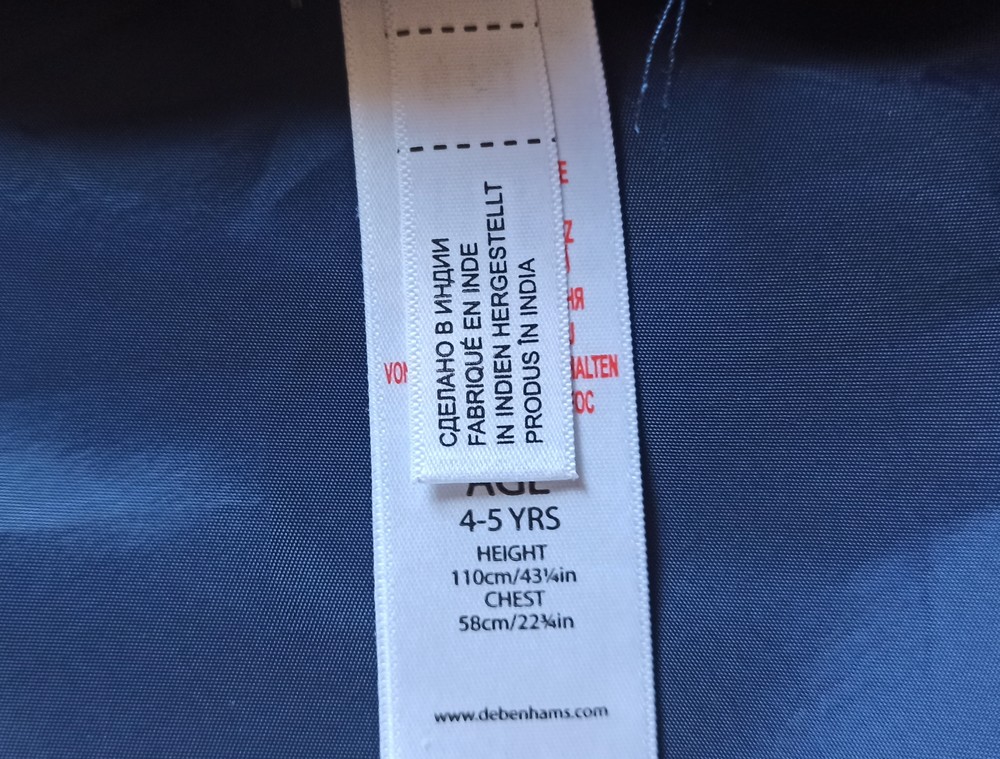 СДЕЛАНО В ИНДИИ
FABRIQUÉ EN INDE
IN INDIEN HERGESTELLT
PRODUS ÎN INDIA
AGE
4-5 YRS
HEIGHT
110cm/43¼in
CHEST
58cm/22¾in
www.debenhams.com